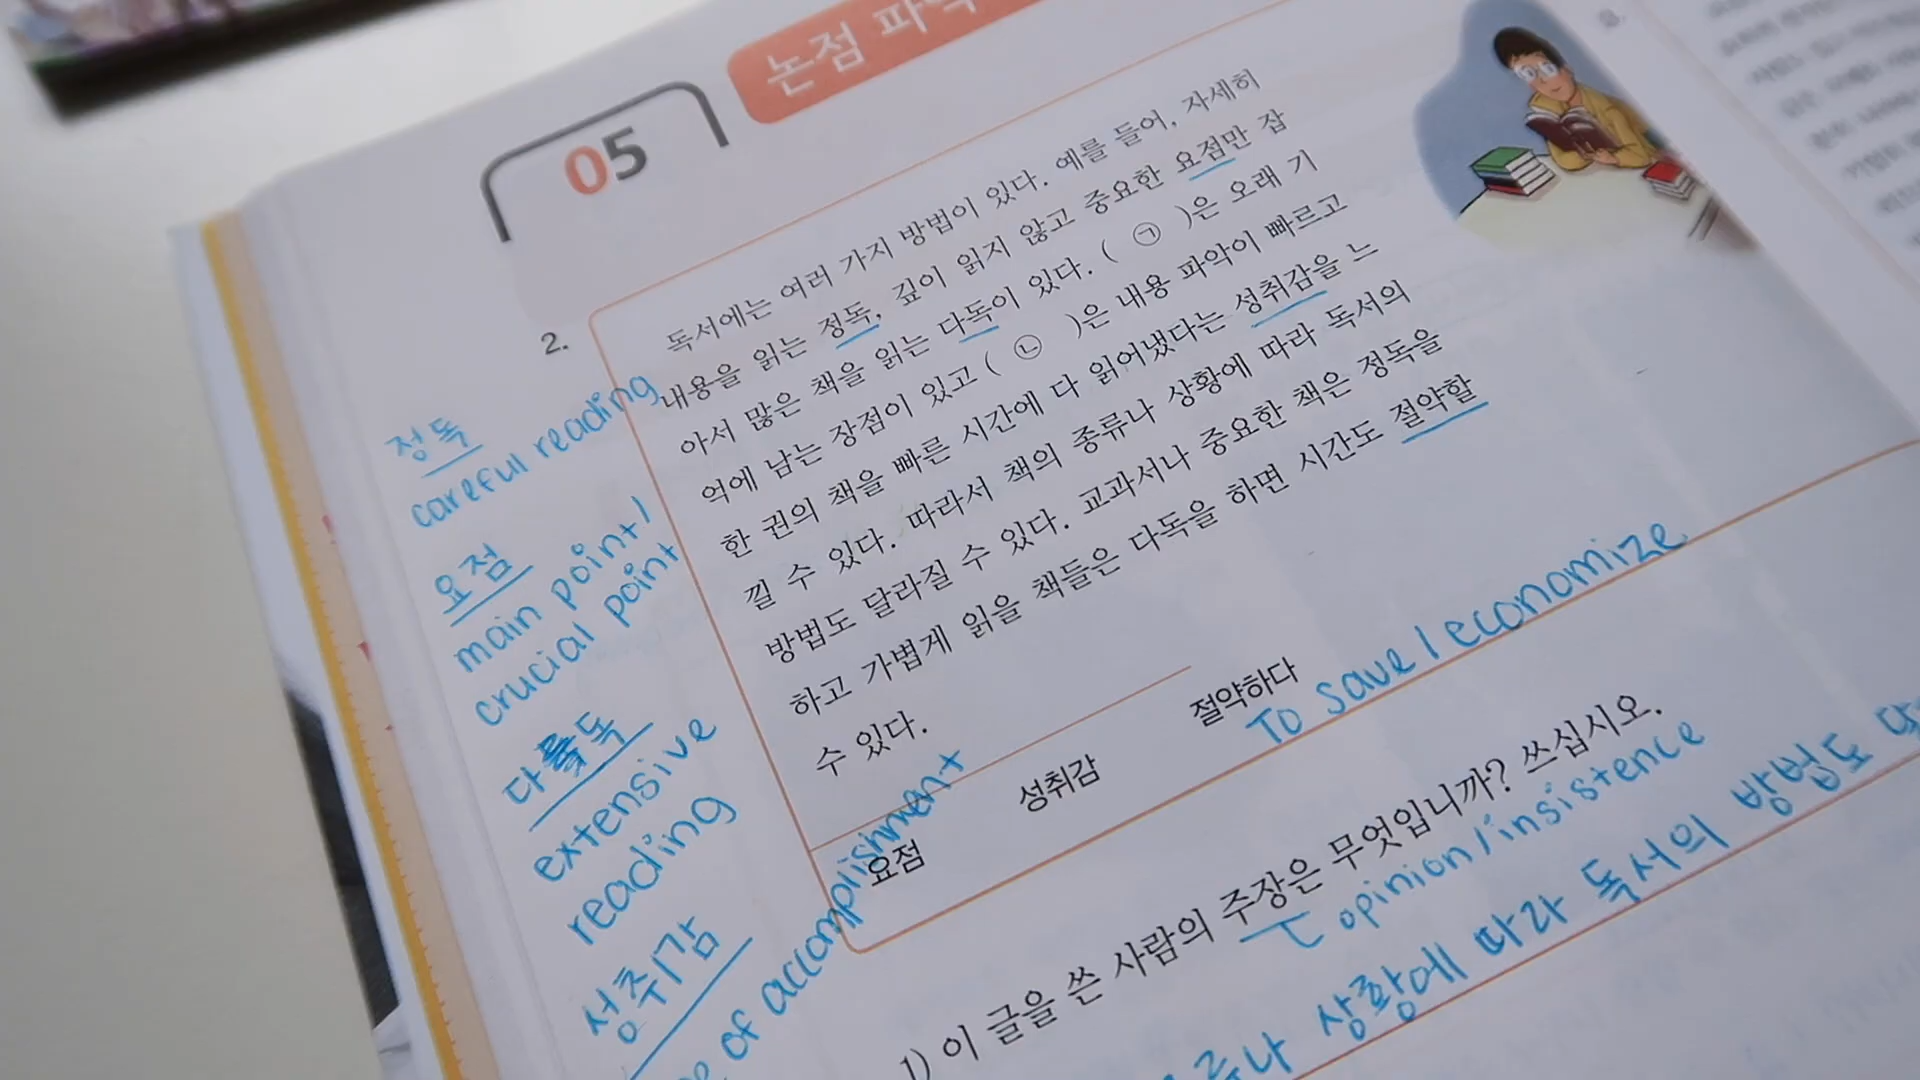 05
논점 파악
2.
독서에는 여러 가지 방법이 있다. 예를 들어, 자세히
내용을 읽는 정독, 깊이 읽지 않고 중요한 요점만 잡
아서 많은 책을 읽는 다독이 있다. ( ㉠ )은 오래 기
억에 남는 장점이 있고 ( ㉡ )은 내용 파악이 빠르고
한 권의 책을 빠른 시간에 다 읽어냈다는 성취감을 느
낄 수 있다. 따라서 책의 종류나 상황에 따라 독서의
방법도 달라질 수 있다. 교과서나 중요한 책은 정독을
하고 가볍게 읽을 책들은 다독을 하면 시간도 절약할
수 있다.
요점 성취감 절약하다
To save / economize
정독
careful reading
요점
main point /
crucial point
다독
extensive
reading
성취감
of accomplishment
1) 이 글을 쓴 사람의 주장은 무엇입니까? 쓰십시오.
opinion / insistence
상황에 따라 독서의 방법도